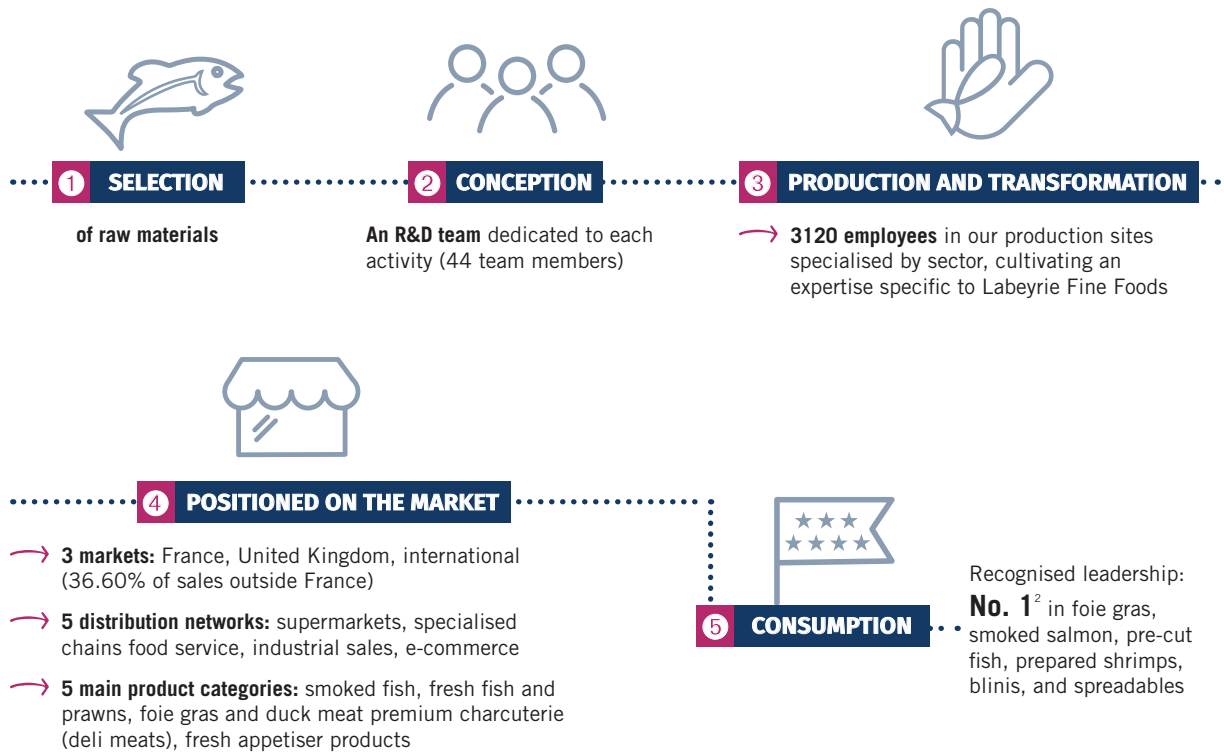 1 SELECTION
of raw materials
2 CONCEPTION
An R&D team dedicated to each
activity (44 team members)
3 PRODUCTION AND TRANSFORMATION
3120 employees in our production sites
specialised by sector, cultivating an
expertise specific to Labeyrie Fine Foods
4 POSITIONED ON THE MARKET
3 markets: France, United Kingdom, international
(36.60% of sales outside France)
5 distribution networks: supermarkets, specialised
chains food service, industrial sales, e-commerce
5 main product categories: smoked fish, fresh fish and
prawns, foie gras and duck meat premium charcuterie
(deli meats), fresh appetiser products
5 CONSUMPTION
Recognised leadership:
No. 1² in foie gras,
smoked salmon, pre-cut
fish, prepared shrimps,
blinis, and spreadables